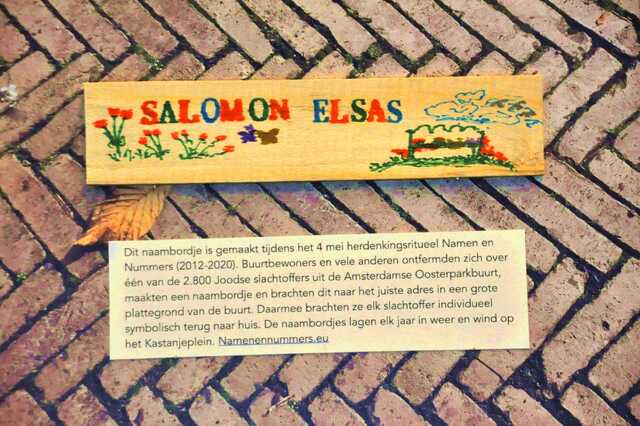 SALOMON ELSAS
Dit naambordje is gemaakt tijdens het 4 mei herdenkingsritueel Namen en
Nummers (2012-2020). Buurtbewoners en vele anderen ontfermden zich over
één van de 2.800 Joodse slachtoffers uit de Amsterdamse Oosterparkbuurt,
maakten een naambordje en brachten dit naar het juiste adres in een grote
plattegrond van de buurt. Daarmee brachten ze elk slachtoffer individueel
symbolisch terug naar huis. De naambordjes lagen elk jaar in weer en wind op
het Kastanjeplein. Namenennummers.eu